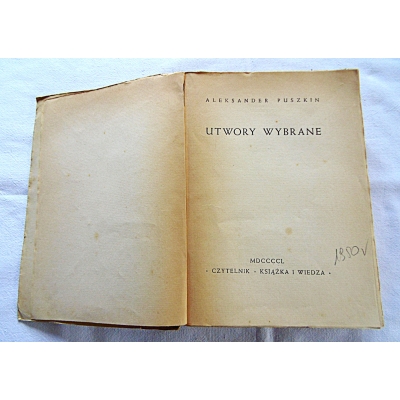 ALEKSANDER PUSZKIN
UTWORY WYBRANE
1950 r
MDCCCCL
• CZYTELNIK • KSIĄŻKA I WIEDZA •